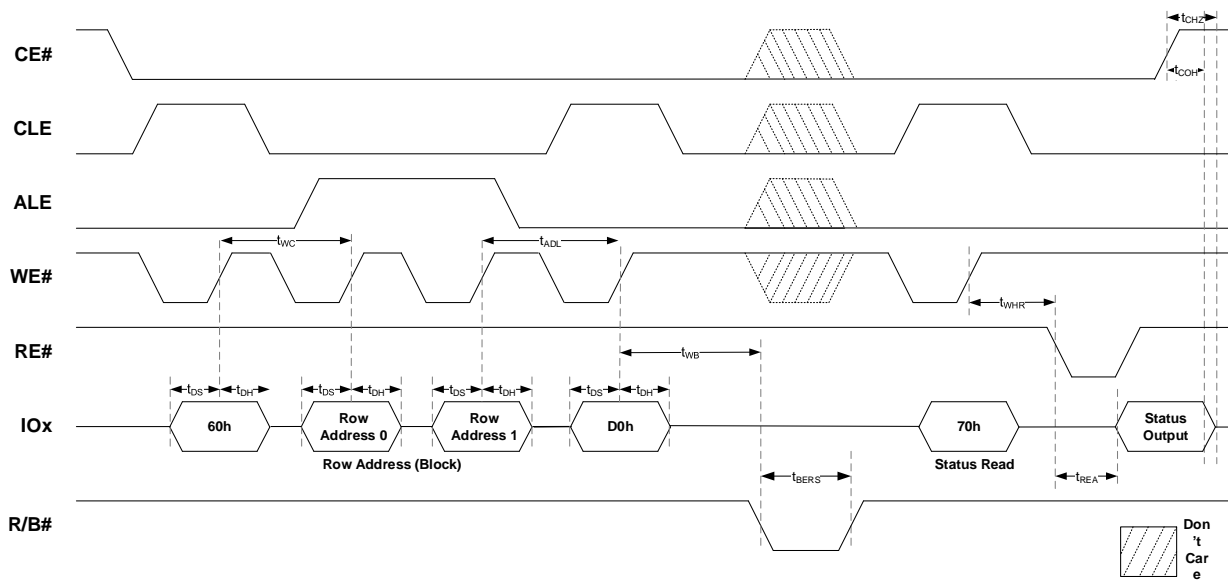 tCHZ
CE#
tCOH
CLE
ALE
tWC
tADL
WE#
tWHR
RE#
tWB
tDS
tDH
tDS
tDH
tDS
tDH
tDS
tDH
IOx
60h
Row
Address 0
Row
Address 1
D0h
70h
Status
Output
Row Address (Block)
Status Read
tBERS
tREA
R/B#
Don
't
Car
e